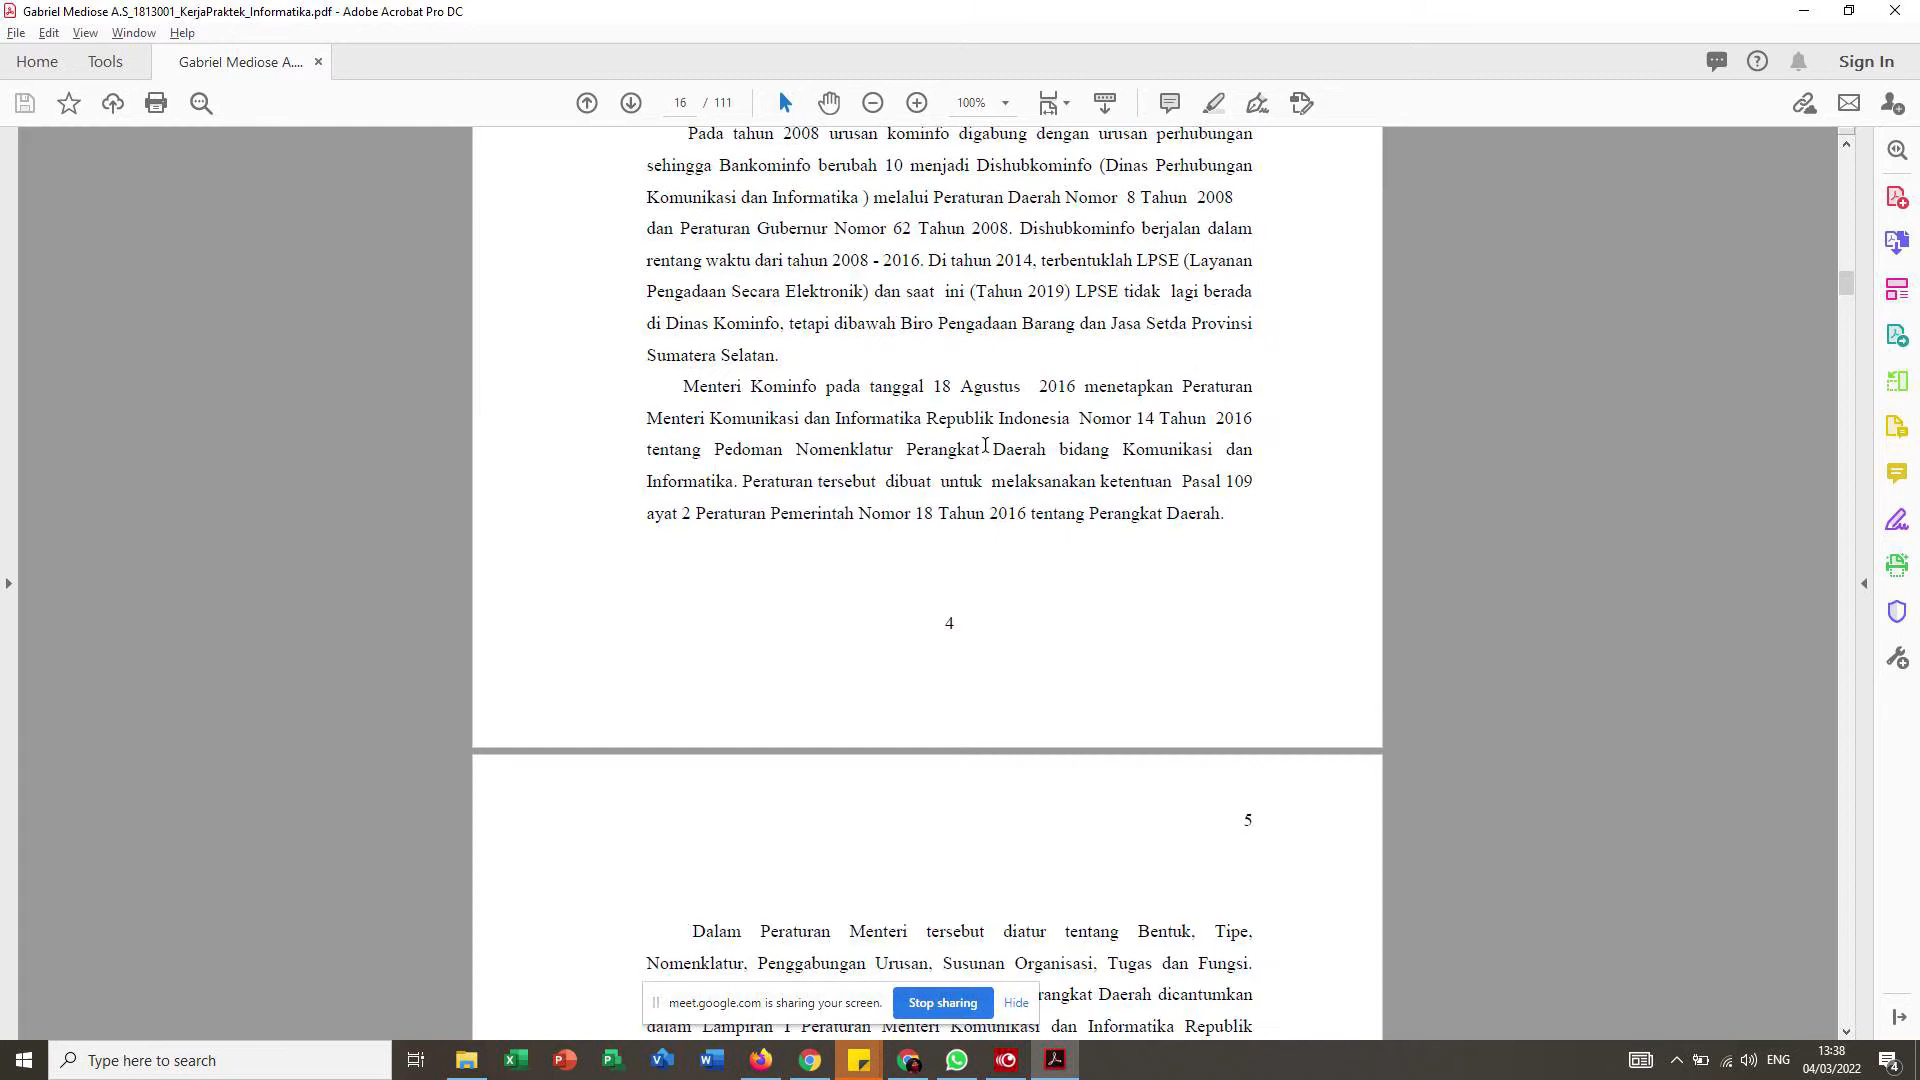 Gabriel Mediose A.S_1813001_KerjaPraktek_Informatika.pdf - Adobe Acrobat Pro DC
File Edit View Window Help
Home Tools Gabriel Mediose A.... Sign In
16 / 111 100%
Pada tahun 2008 urusan kominfo digabung dengan urusan perhubungan
sehingga Bankominfo berubah 10 menjadi Dishubkominfo (Dinas Perhubungan
Komunikasi dan Informatika ) melalui Peraturan Daerah Nomor 8 Tahun 2008
dan Peraturan Gubernur Nomor 62 Tahun 2008. Dishubkominfo berjalan dalam
rentang waktu dari tahun 2008 - 2016. Di tahun 2014, terbentuklah LPSE (Layanan
Pengadaan Secara Elektronik) dan saat ini (Tahun 2019) LPSE tidak lagi berada
di Dinas Kominfo, tetapi dibawah Biro Pengadaan Barang dan Jasa Setda Provinsi
Sumatera Selatan.
Menteri Kominfo pada tanggal 18 Agustus 2016 menetapkan Peraturan
Menteri Komunikasi dan Informatika Republik Indonesia Nomor 14 Tahun 2016
tentang Pedoman Nomenklatur Perangkat Daerah bidang Komunikasi dan
Informatika. Peraturan tersebut dibuat untuk melaksanakan ketentuan Pasal 109
ayat 2 Peraturan Pemerintah Nomor 18 Tahun 2016 tentang Perangkat Daerah.
4
5
Dalam Peraturan Menteri tersebut diatur tentang Bentuk, Tipe,
Nomenklatur, Penggabungan Urusan, Susunan Organisasi, Tugas dan Fungsi.
rangkat Daerah dicantumkan
meet.google.com is sharing your screen. Stop sharing Hide
dalam Lampiran 1 Peraturan Menteri Komunikasi dan Informatika Republik
Type here to search
ENG
13:38
04/03/2022
4